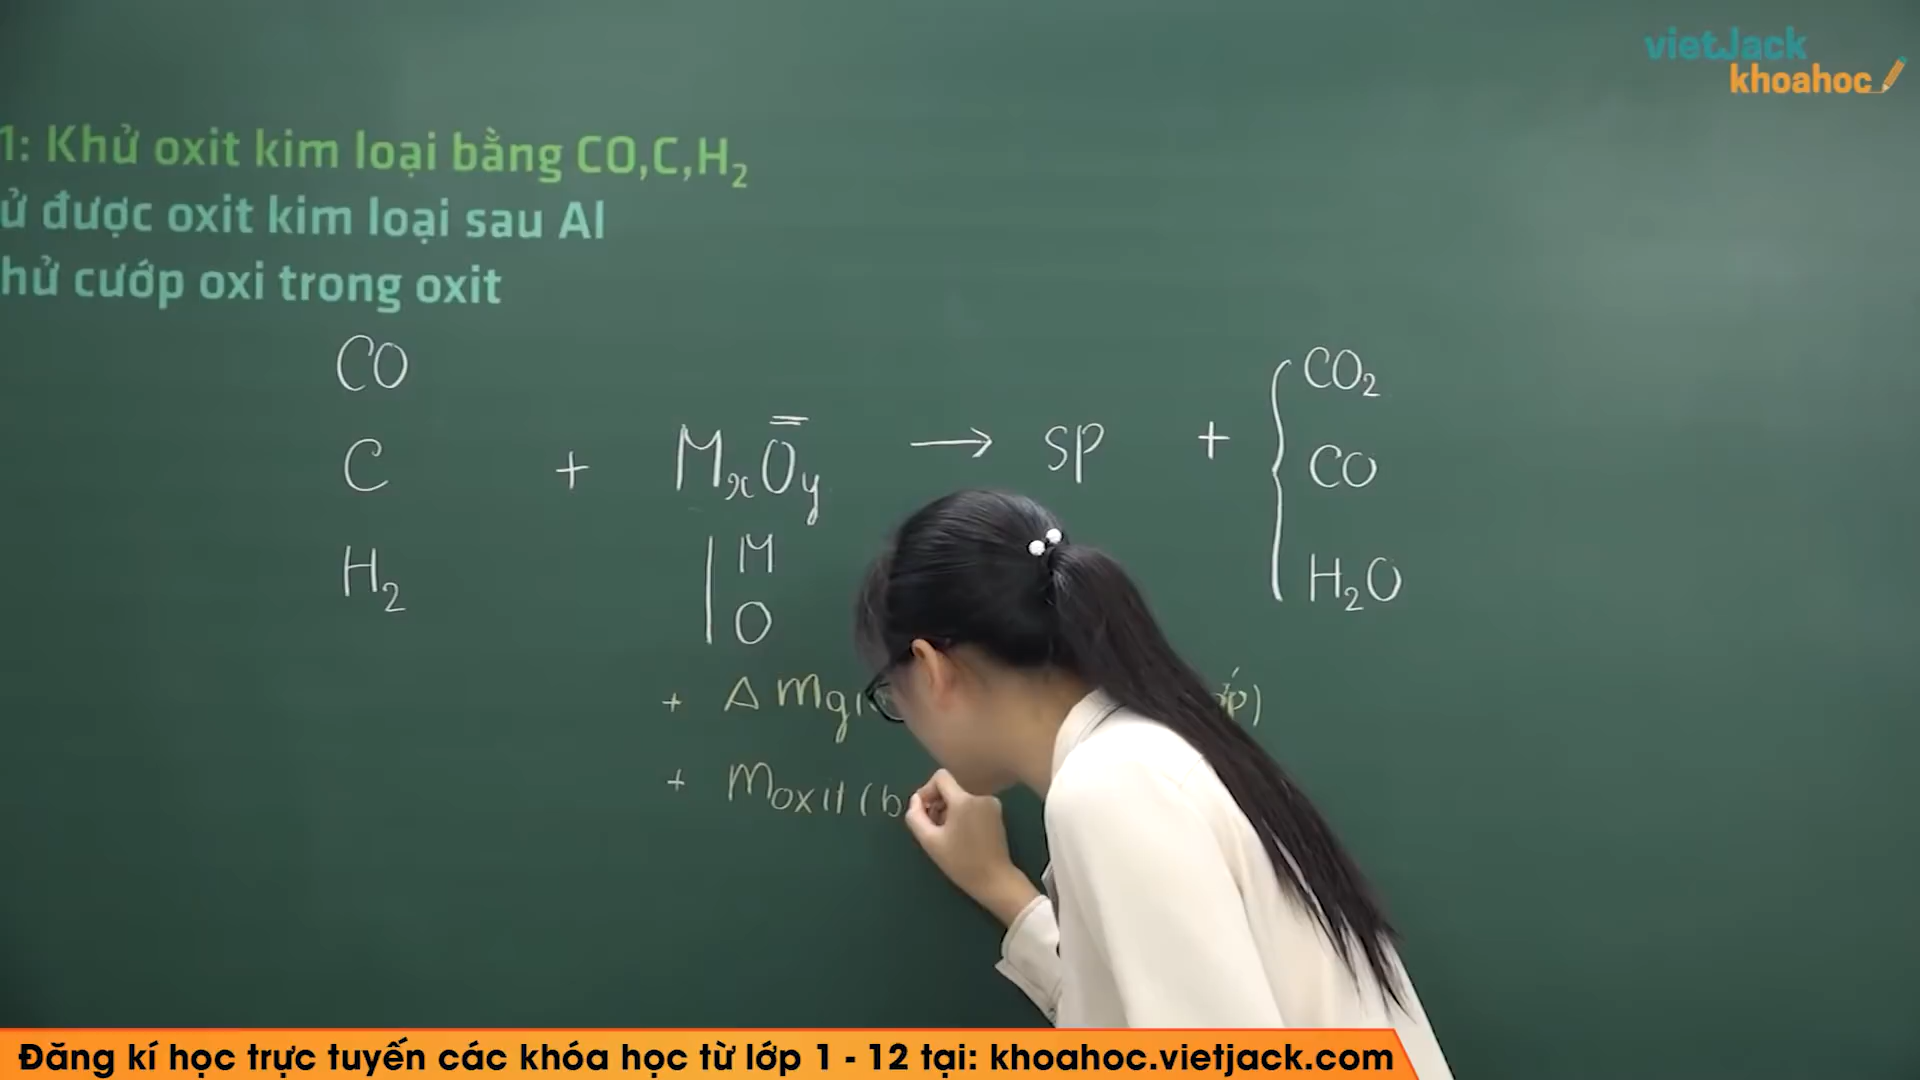 vietJack
khoahoc
1: Khử oxit kim loại bằng CO,C,H₂
ử được oxit kim loại sau Al
hử cướp oxi trong oxit
CO
C
H₂
+ MₓOy → SP +
CO₂
CO
H₂O
M
O
+ Δ m
+ m oxit (b
Đăng kí học trực tuyến các khóa học từ lớp 1 - 12 tại: khoahoc.vietjack.com